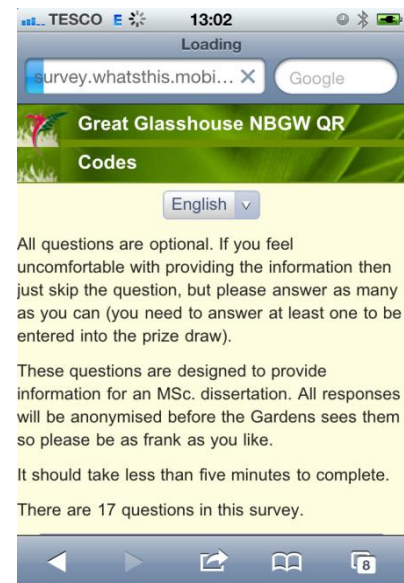 TESCO E 13:02
Loading
survey.whatsthis.mobi... Google
Great Glasshouse NBGW QR
Codes
English
All questions are optional. If you feel
uncomfortable with providing the information then
just skip the question, but please answer as many
as you can (you need to answer at least one to be
entered into the prize draw).
These questions are designed to provide
information for an MSc. dissertation. All responses
will be anonymised before the Gardens sees them
so please be as frank as you like.
It should take less than five minutes to complete.
There are 17 questions in this survey.
8